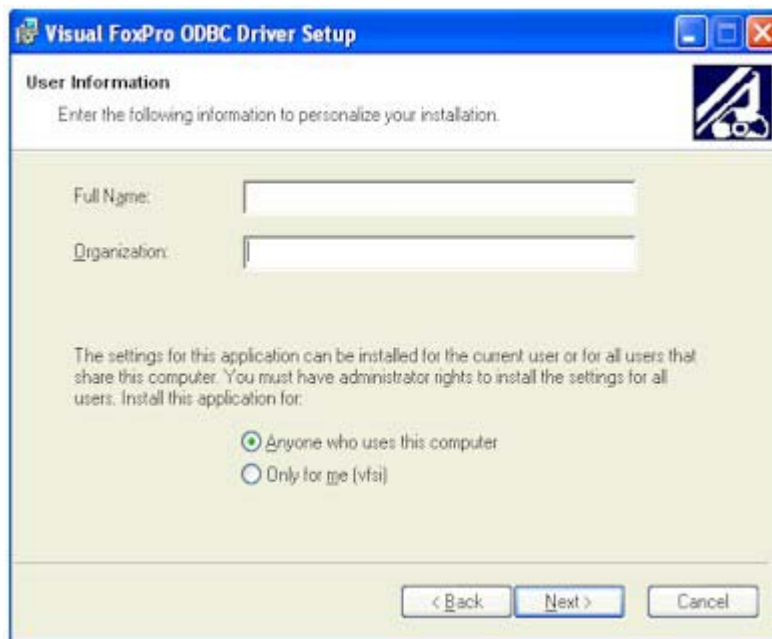 Visual FoxPro ODBC Driver Setup
User Information
Enter the following information to personalize your installation.
Full Name:
Organization:
The settings for this application can be installed for the current user or for all users that
share this computer. You must have administrator rights to install the settings for all
users. Install this application for:
Anyone who uses this computer
Only for me (vfsi)
< Back
Next >
Cancel